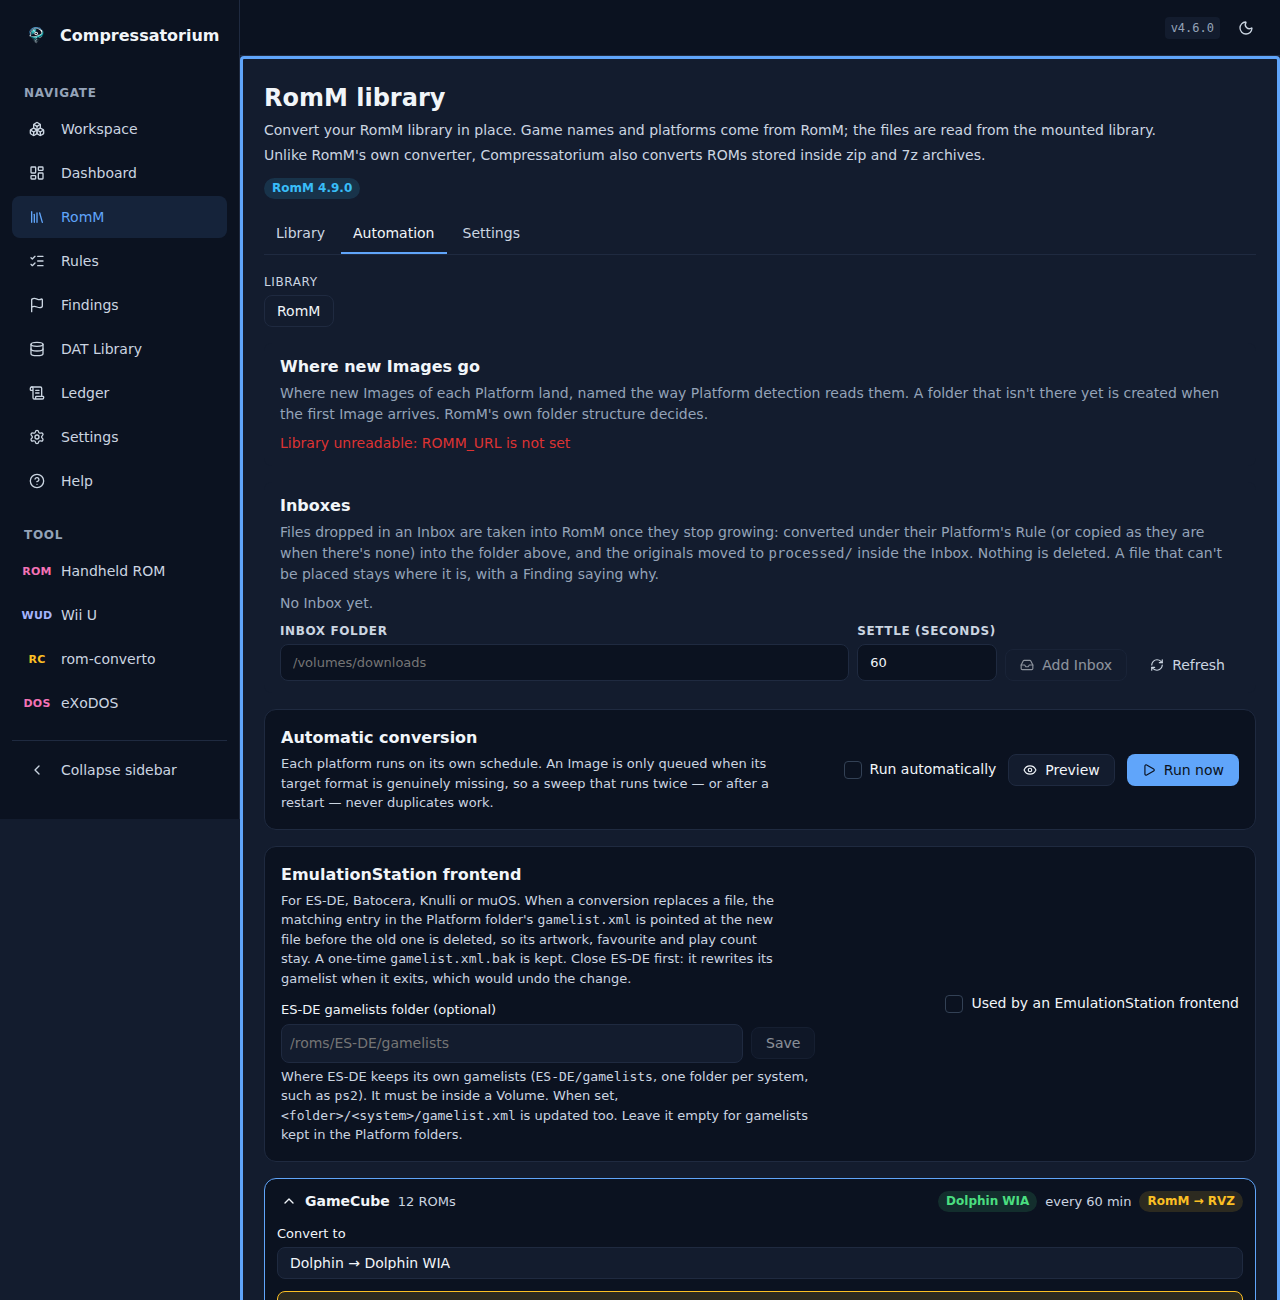 Compressatorium
v4.6.0
NAVIGATE
Workspace
Dashboard
RomM
Rules
Findings
DAT Library
Ledger
Settings
Help
TOOL
ROM Handheld ROM
WUD Wii U
RC rom-converto
DOS eXoDOS
Collapse sidebar
RomM library
Convert your RomM library in place. Game names and platforms come from RomM; the files are read from the mounted library.
Unlike RomM's own converter, Compressatorium also converts ROMs stored inside zip and 7z archives.
RomM 4.9.0
Library Automation Settings
LIBRARY
RomM
Where new Images go
Where new Images of each Platform land, named the way Platform detection reads them. A folder that isn't there yet is created when
the first Image arrives. RomM's own folder structure decides.
Library unreadable: ROMM_URL is not set
Inboxes
Files dropped in an Inbox are taken into RomM once they stop growing: converted under their Platform's Rule (or copied as they are
when there's none) into the folder above, and the originals moved to processed/ inside the Inbox. Nothing is deleted. A file that can't
be placed stays where it is, with a Finding saying why.
No Inbox yet.
INBOX FOLDER SETTLE (SECONDS)
/volumes/downloads 60 Add Inbox Refresh
Automatic conversion
Each platform runs on its own schedule. An Image is only queued when its
target format is genuinely missing, so a sweep that runs twice — or after a
restart — never duplicates work.
Run automatically Preview Run now
EmulationStation frontend
For ES-DE, Batocera, Knulli or muOS. When a conversion replaces a file, the
matching entry in the Platform folder's gamelist.xml is pointed at the new
file before the old one is deleted, so its artwork, favourite and play count
stay. A one-time gamelist.xml.bak is kept. Close ES-DE first: it rewrites its
gamelist when it exits, which would undo the change.
Used by an EmulationStation frontend
ES-DE gamelists folder (optional)
/roms/ES-DE/gamelists Save
Where ES-DE keeps its own gamelists (ES-DE/gamelists, one folder per system,
such as ps2). It must be inside a Volume. When set,
<folder>/<system>/gamelist.xml is updated too. Leave it empty for gamelists
kept in the Platform folders.
GameCube 12 ROMs Dolphin WIA every 60 min RomM → RVZ
Convert to
Dolphin → Dolphin WIA